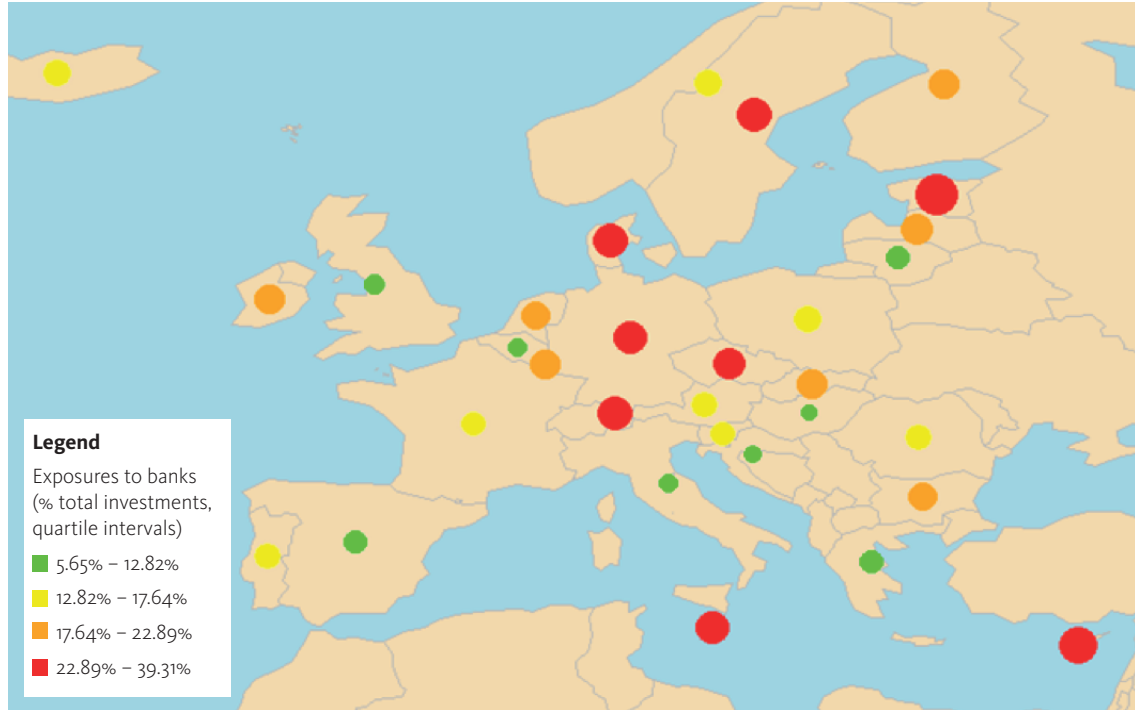 Legend
Exposures to banks
(% total investments,
quartile intervals)
5.65% – 12.82%
12.82% – 17.64%
17.64% – 22.89%
22.89% – 39.31%